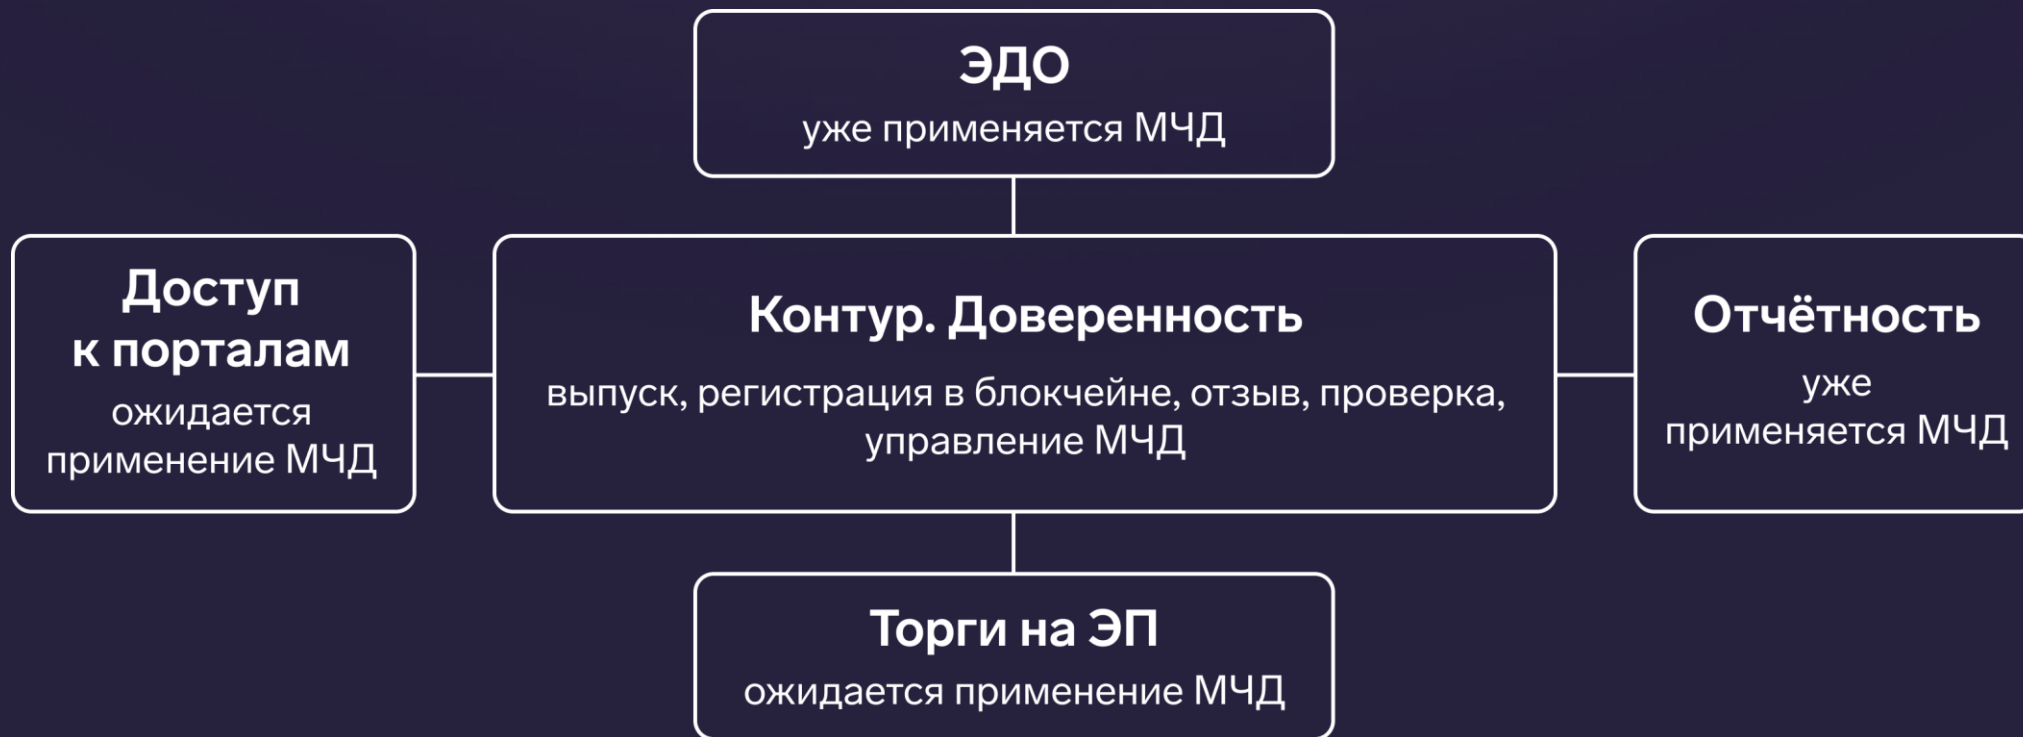 ЭДО
уже применяется МЧД
Доступ
к порталам
ожидается
применение МЧД
Контур. Доверенность
выпуск, регистрация в блокчейне, отзыв, проверка,
управление МЧД
Отчётность
уже
применяется МЧД
Торги на ЭП
ожидается применение МЧД